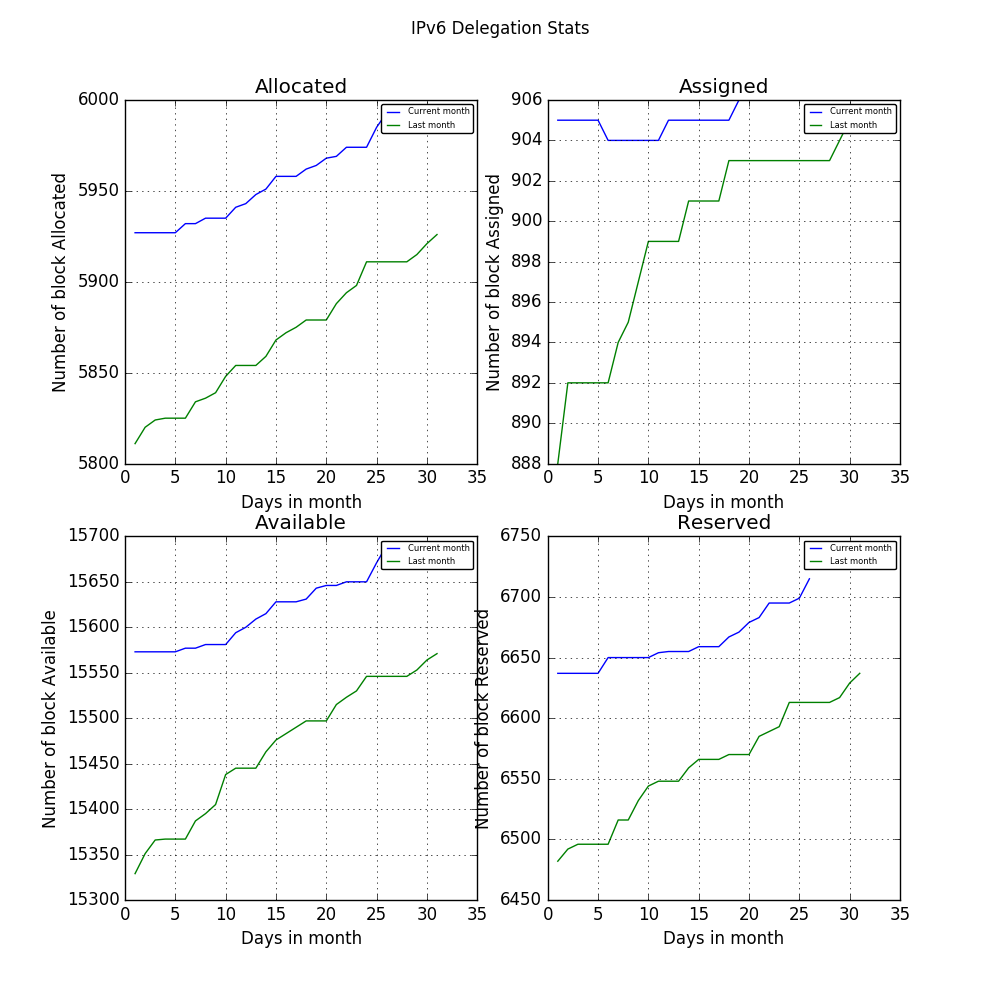 IPv6 Delegation Stats
Allocated
Number of block Allocated
6000
5950
5900
5850
5800
Current month
Last month
0 5 10 15 20 25 30 35
Days in month
Assigned
Number of block Assigned
906
904
902
900
898
896
894
892
890
888
Current month
Last month
0 5 10 15 20 25 30 35
Days in month
Available
Number of block Available
15700
15650
15600
15550
15500
15450
15400
15350
15300
Current month
Last month
0 5 10 15 20 25 30 35
Days in month
Reserved
Number of block Reserved
6750
6700
6650
6600
6550
6500
6450
Current month
Last month
0 5 10 15 20 25 30 35
Days in month